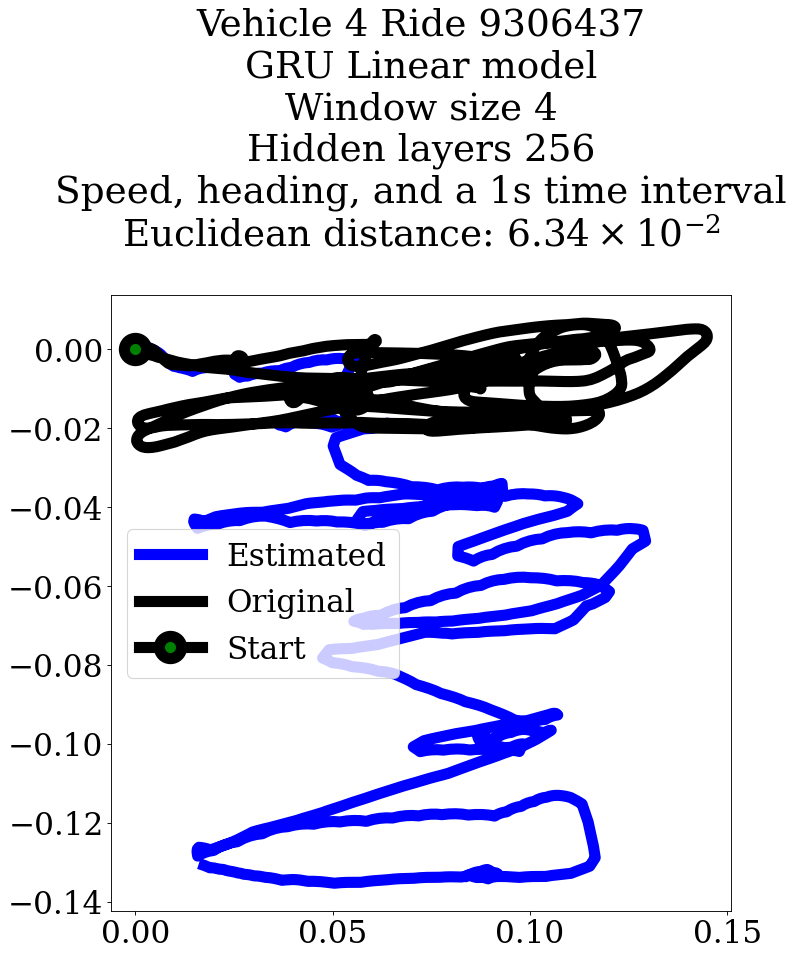 Vehicle 4 Ride 9306437
GRU Linear model
Window size 4
Hidden layers 256
Speed, heading, and a 1s time interval
Euclidean distance: 6.34 × 10⁻²
0.00
−0.02
−0.04
−0.06
−0.08
−0.10
−0.12
−0.14
Estimated
Original
Start
0.00 0.05 0.10 0.15